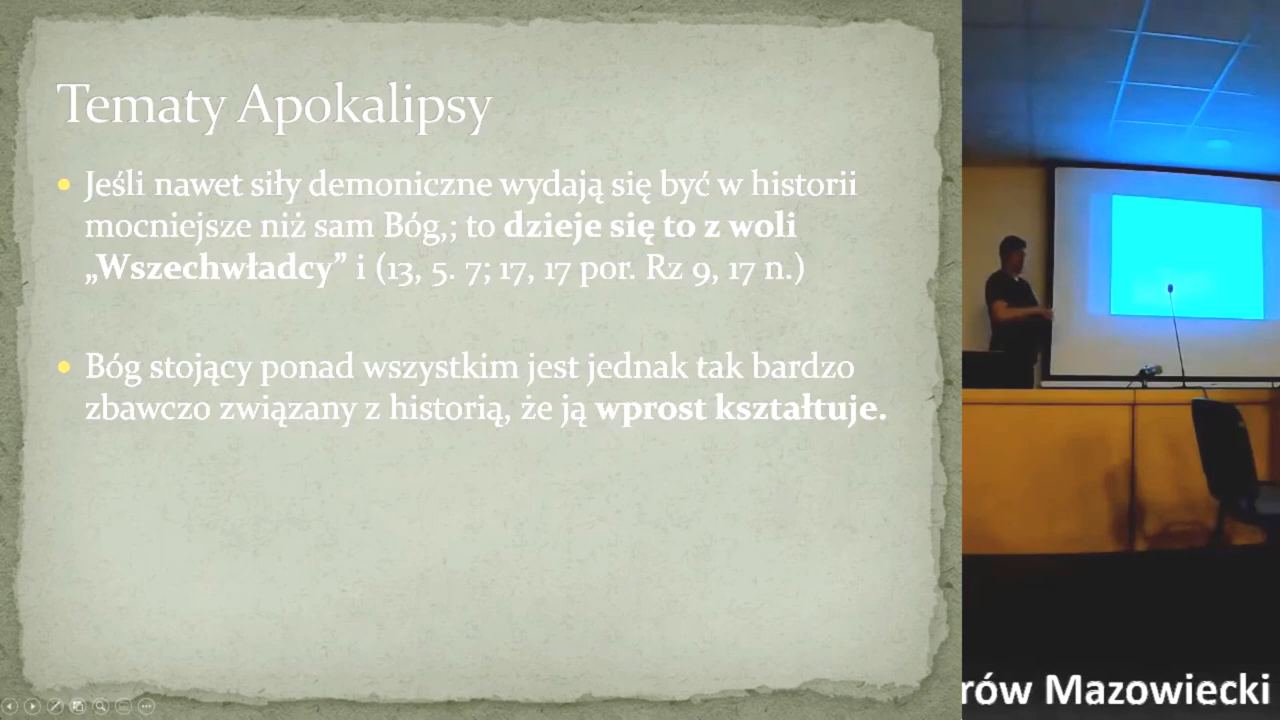 Tematy Apokalipsy
• Jeśli nawet siły demoniczne wydają się być w historii
mocniejsze niż sam Bóg,; to dzieje się to z woli
„Wszechwładcy” i (13, 5. 7; 17, 17 por. Rz 9, 17 n.)
• Bóg stojący ponad wszystkim jest jednak tak bardzo
zbawczo związany z historią, że ją wprost kształtuje.
rów Mazowiecki